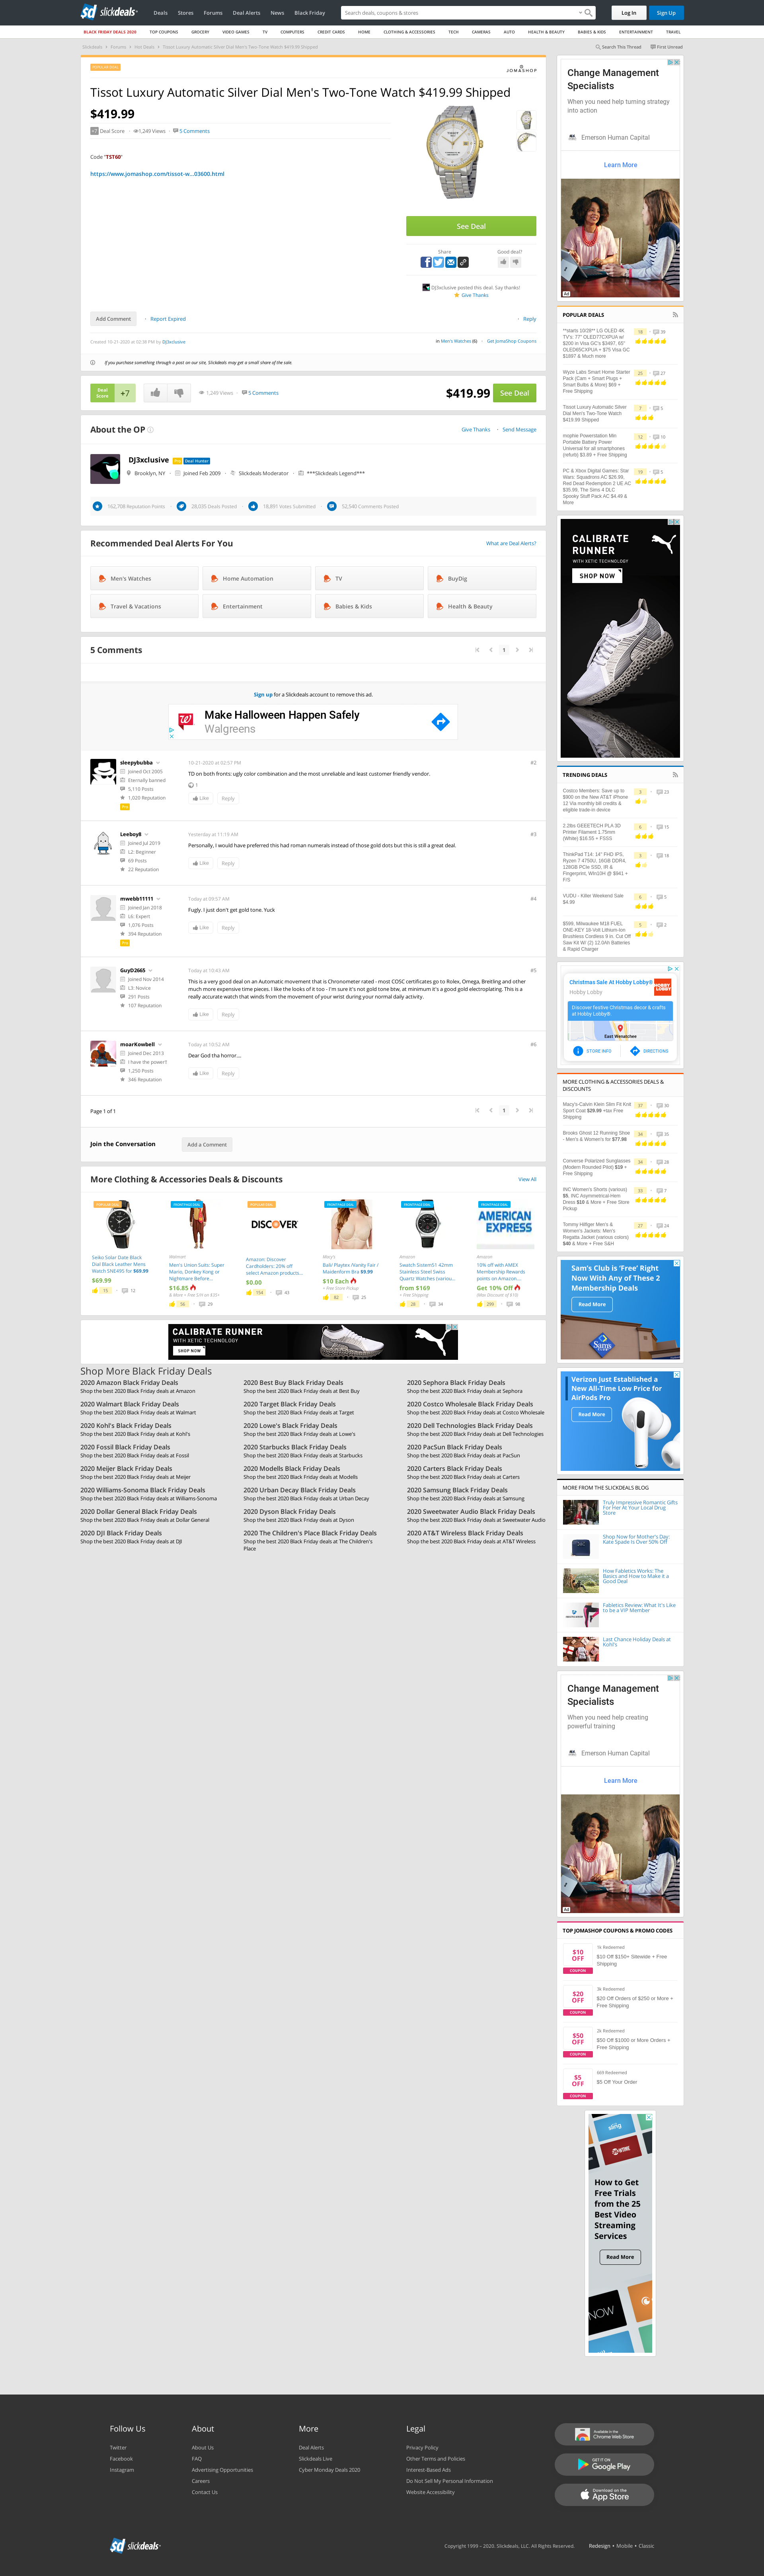 slickdeals
Deals Stores Forums Deal Alerts News Black Friday
Search deals, coupons & stores
Log In
Sign Up
BLACK FRIDAY DEALS 2020 TOP COUPONS GROCERY VIDEO GAMES TV COMPUTERS CREDIT CARDS HOME CLOTHING & ACCESSORIES TECH CAMERAS AUTO HEALTH & BEAUTY BABIES & KIDS ENTERTAINMENT TRAVEL
Slickdeals Forums Hot Deals Tissot Luxury Automatic Silver Dial Men's Two-Tone Watch $419.99 Shipped
Search This Thread First Unread
JOMASHOP
Tissot Luxury Automatic Silver Dial Men's Two-Tone Watch $419.99 Shipped
$419.99
+7 Deal Score 1,249 Views 5 Comments
Code "TST60"
https://www.jomashop.com/tissot-w...03600.html
See Deal
Share
Good deal?
DJ3xclusive posted this deal. Say thanks!
Give Thanks
Add Comment Report Expired Reply
Created 10-21-2020 at 02:38 PM by DJ3xclusive
in Men's Watches (6) Get JomaShop Coupons
If you purchase something through a post on our site, Slickdeals may get a small share of the sale.
Deal Score +7
1,249 Views 5 Comments
$419.99 See Deal
About the OP
Give Thanks Send Message
DJ3xclusive Pro Deal Hunter
Brooklyn, NY Joined Feb 2009 Slickdeals Moderator ***Slickdeals Legend***
162,708 Reputation Points 28,035 Deals Posted 18,891 Votes Submitted 52,540 Comments Posted
Recommended Deal Alerts For You
What are Deal Alerts?
Men's Watches Home Automation TV BuyDig
Travel & Vacations Entertainment Babies & Kids Health & Beauty
5 Comments
1
Sign up for a Slickdeals account to remove this ad.
Make Halloween Happen Safely
Walgreens
sleepybubba
Joined Oct 2005
Eternally banned
5,110 Posts
1,020 Reputation
Pro
10-21-2020 at 02:57 PM
#2
TD on both fronts: ugly color combination and the most unreliable and least customer friendly vendor.
1
Like Reply
Leeboy8
Joined Jul 2019
L2: Beginner
69 Posts
22 Reputation
Yesterday at 11:19 AM
#3
Personally, I would have preferred this had roman numerals instead of those gold dots but this is still a great deal.
Like Reply
mwebb11111
Joined Jan 2018
L6: Expert
1,076 Posts
394 Reputation
Pro
Today at 09:57 AM
#4
Fugly. I just don't get gold tone. Yuck
Like Reply
GuyD2665
Joined Nov 2014
L3: Novice
291 Posts
107 Reputation
Today at 10:43 AM
#5
This is a very good deal on an Automatic movement that is Chronometer rated - most COSC certificates go to Rolex, Omega, Breitling and other
much more expensive time pieces. I like the looks of it too - I'm sure it's not gold tone btw, at minimum it's a good gold electroplating. This is a
really accurate watch that winds from the movement of your wrist during your normal daily activity.
Like Reply
moarKowbell
Joined Dec 2013
I have the power!!
1,250 Posts
346 Reputation
Today at 10:52 AM
#6
Dear God tha horror....
Like Reply
Page 1 of 1
1
Join the Conversation
Add a Comment
More Clothing & Accessories Deals & Discounts
View All
Seiko Solar Date Black
Dial Black Leather Mens
Watch SNE495 for $69.99
$69.99
15 12
Walmart
Men's Union Suits: Super
Mario, Donkey Kong or
Nightmare Before...
$16.85
& More + Free S/H on $35+
56 29
DISCOVER
Amazon: Discover
Cardholders: 20% off
select Amazon products...
$0.00
154 43
Macy's
Bali/ Playtex /Vanity Fair /
Maidenform Bra $9.99
$10 Each
+ Free Store Pickup
62 25
Amazon
Swatch Sistem51 42mm
Stainless Steel Swiss
Quartz Watches (variou...
from $169
+ Free Shipping
28 34
AMERICAN EXPRESS
Amazon
10% off with AMEX
Membership Rewards
points on Amazon...
Get 10% Off
(Max Discount of $10)
299 98
CALIBRATE RUNNER
WITH XETIC TECHNOLOGY
SHOP NOW
Shop More Black Friday Deals
2020 Amazon Black Friday Deals
Shop the best 2020 Black Friday deals at Amazon
2020 Best Buy Black Friday Deals
Shop the best 2020 Black Friday deals at Best Buy
2020 Sephora Black Friday Deals
Shop the best 2020 Black Friday deals at Sephora
2020 Walmart Black Friday Deals
Shop the best 2020 Black Friday deals at Walmart
2020 Target Black Friday Deals
Shop the best 2020 Black Friday deals at Target
2020 Costco Wholesale Black Friday Deals
Shop the best 2020 Black Friday deals at Costco Wholesale
2020 Kohl's Black Friday Deals
Shop the best 2020 Black Friday deals at Kohl's
2020 Lowe's Black Friday Deals
Shop the best 2020 Black Friday deals at Lowe's
2020 Dell Technologies Black Friday Deals
Shop the best 2020 Black Friday deals at Dell Technologies
2020 Fossil Black Friday Deals
Shop the best 2020 Black Friday deals at Fossil
2020 Starbucks Black Friday Deals
Shop the best 2020 Black Friday deals at Starbucks
2020 PacSun Black Friday Deals
Shop the best 2020 Black Friday deals at PacSun
2020 Meijer Black Friday Deals
Shop the best 2020 Black Friday deals at Meijer
2020 Modells Black Friday Deals
Shop the best 2020 Black Friday deals at Modells
2020 Carters Black Friday Deals
Shop the best 2020 Black Friday deals at Carters
2020 Williams-Sonoma Black Friday Deals
Shop the best 2020 Black Friday deals at Williams-Sonoma
2020 Urban Decay Black Friday Deals
Shop the best 2020 Black Friday deals at Urban Decay
2020 Samsung Black Friday Deals
Shop the best 2020 Black Friday deals at Samsung
2020 Dollar General Black Friday Deals
Shop the best 2020 Black Friday deals at Dollar General
2020 Dyson Black Friday Deals
Shop the best 2020 Black Friday deals at Dyson
2020 Sweetwater Audio Black Friday Deals
Shop the best 2020 Black Friday deals at Sweetwater Audio
2020 DJI Black Friday Deals
Shop the best 2020 Black Friday deals at DJI
2020 The Children's Place Black Friday Deals
Shop the best 2020 Black Friday deals at The Children's
Place
2020 AT&T Wireless Black Friday Deals
Shop the best 2020 Black Friday deals at AT&T Wireless
Change Management
Specialists
When you need help turning strategy
into action
Emerson Human Capital
Learn More
Ad
POPULAR DEALS
**starts 10/26** LG OLED 4K
TV's: 77" OLED77CXPUA w/
$200 in Visa GC's $3497, 65"
OLED65CXPUA + $75 Visa GC
$1897 & Much more
18 39
Wyze Labs Smart Home Starter
Pack (Cam + Smart Plugs +
Smart Bulbs & More) $69 +
Free Shipping
25 27
Tissot Luxury Automatic Silver
Dial Men's Two Tone Watch
$419.99 Shipped
7 5
mophie Powerstation Min
Portable Battery Power
Universal for all smartphones
(refurb) $3.89 + Free Shipping
12 10
PC & Xbox Digital Games: Star
Wars: Squadrons AC $26.99,
Red Dead Redemption 2 UE AC
$35.99, The Sims 4 DLC
Spooky Stuff Pack AC $4.49 &
More
19 5
CALIBRATE
RUNNER
WITH XETIC TECHNOLOGY
SHOP NOW
TRENDING DEALS
Costco Members: Save up to
$900 on the New AT&T iPhone
12 Via monthly bill credits &
eligible trade-in device
3 23
2.2lbs GEEETECH PLA 3D
Printer Filament 1.75mm
(White) $16.5S + FSSS
6 15
ThinkPad T14: 14" FHD IPS,
Ryzen 7 4750U, 16GB DDR4,
128GB PCIe SSD, IR &
Fingerprint, Win10H @ $941 +
F/S
3 18
VUDU - Killer Weekend Sale
$4.99
6 5
$599, Milwaukee M18 FUEL
ONE-KEY 18-Volt Lithium-Ion
Brushless Cordless 9 in. Cut Off
Saw Kit W/ (2) 12.0Ah Batteries
& Rapid Charger
5 2
Christmas Sale At Hobby Lobby®
Hobby Lobby
Discover festive Christmas decor & crafts
at Hobby Lobby®.
East Wenatchee
STORE INFO DIRECTIONS
MORE CLOTHING & ACCESSORIES DEALS &
DISCOUNTS
Macy's-Calvin Klein Slim Fit Knit
Sport Coat $29.99 +tax Free
Shipping
37 30
Brooks Ghost 12 Running Shoe
- Men's & Women's for $77.98
34 35
Converse Polarized Sunglasses
(Modern Rounded Pilot) $19 +
Free Shipping
34 28
INC Women's Shorts (various)
$5, INC Asymmetrical-Hem
Dress $10 & More + Free Store
Pickup
33 7
Tommy Hilfiger Men's &
Women's Jackets: Men's
Regatta Jacket (various colors)
$40 & More + Free S&H
27 24
Sam's Club is 'Free' Right
Now With Any of These 2
Membership Deals
Read More
Verizon Just Established a
New All-Time Low Price for
AirPods Pro
Read More
MORE FROM THE SLICKDEALS BLOG
Truly Impressive Romantic Gifts
For Her At Your Local Drug
Store
Shop Now for Mother's Day:
Kate Spade Is Over 50% Off
How Fabletics Works: The
Basics and How to Make it a
Good Deal
Fabletics Review: What It's Like
to be a VIP Member
Last Chance Holiday Deals at
Kohl's
Change Management
Specialists
When you need help creating
powerful training
Emerson Human Capital
Learn More
Ad
TOP JOMASHOP COUPONS & PROMO CODES
$10
OFF
COUPON
1k Redeemed
$10 Off $150+ Sitewide + Free
Shipping
$20
OFF
COUPON
3k Redeemed
$20 Off Orders of $250 or More +
Free Shipping
$50
OFF
COUPON
2k Redeemed
$50 Off $1000 or More Orders +
Free Shipping
$5
OFF
COUPON
669 Redeemed
$5 Off Your Order
sling
SHOWTIME
How to Get
Free Trials
from the 25
Best Video
Streaming
Services
Read More
NOW
Follow Us
Twitter
Facebook
Instagram
About
About Us
FAQ
Advertising Opportunities
Careers
Contact Us
More
Deal Alerts
Slickdeals Live
Cyber Monday Deals 2020
Legal
Privacy Policy
Other Terms and Policies
Interest-Based Ads
Do Not Sell My Personal Information
Website Accessibility
Available in the
Chrome Web Store
GET IT ON
Google Play
Download on the
App Store
slickdeals
Copyright 1999 - 2020. Slickdeals, LLC. All Rights Reserved. Redesign • Mobile • Classic